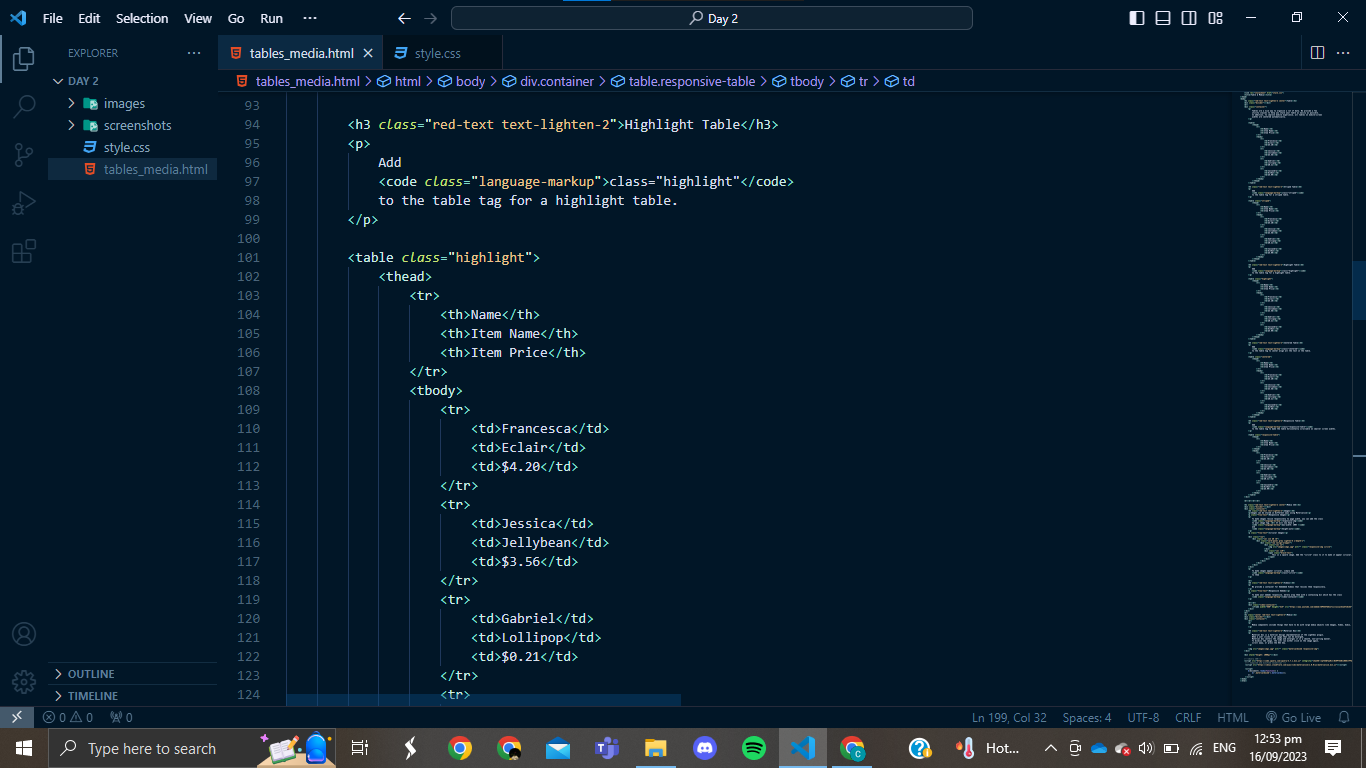 File Edit Selection View Go Run ··· Day 2
EXPLORER ··· tables_media.html style.css ···
DAY 2 tables_media.html > html > body > div.container > table.responsive-table > tbody > tr > td
images
screenshots
style.css
tables_media.html
93
94 <h3 class="red-text text-lighten-2">Highlight Table</h3>
95 <p>
96 Add
97 <code class="language-markup">class="highlight"</code>
98 to the table tag for a highlight table.
99 </p>
100
101 <table class="highlight">
102 <thead>
103 <tr>
104 <th>Name</th>
105 <th>Item Name</th>
106 <th>Item Price</th>
107 </tr>
108 <tbody>
109 <tr>
110 <td>Francesca</td>
111 <td>Eclair</td>
112 <td>$4.20</td>
113 </tr>
114 <tr>
115 <td>Jessica</td>
116 <td>Jellybean</td>
117 <td>$3.56</td>
118 </tr>
119 <tr>
120 <td>Gabriel</td>
121 <td>Lollipop</td>
122 <td>$0.21</td>
123 </tr>
124 <tr>
OUTLINE
TIMELINE
0 0 0 Ln 199, Col 32 Spaces: 4 UTF-8 CRLF HTML Go Live
Type here to search Hot... ENG 12:53 pm
16/09/2023